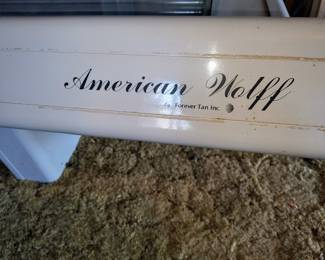 American Wolff
Forever Tan Inc.